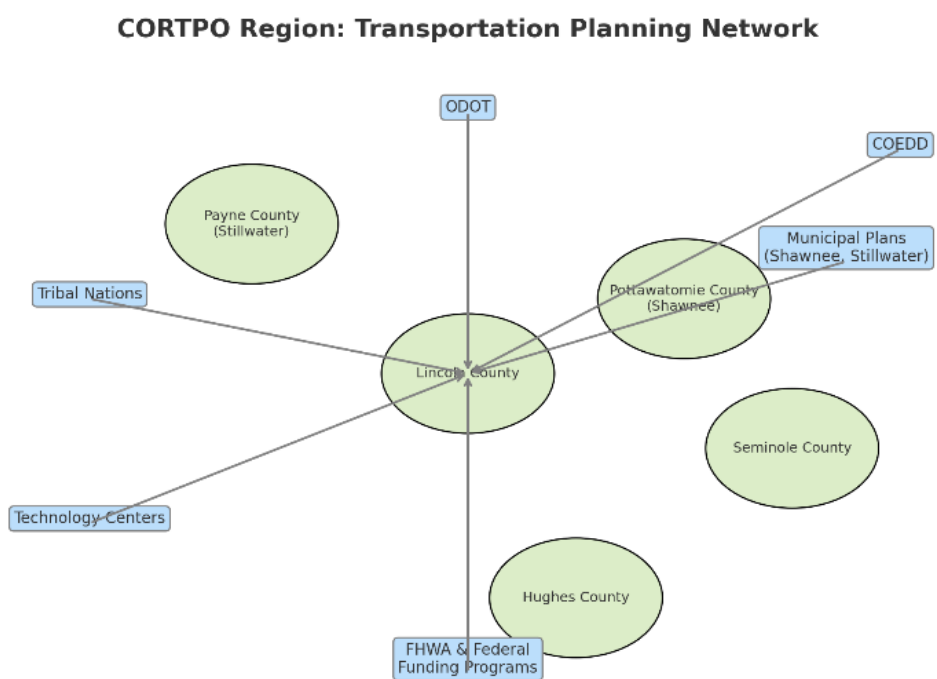 CORTPO Region: Transportation Planning Network
ODOT
COEDD
Payne County
(Stillwater)
Municipal Plans
(Shawnee, Stillwater)
Tribal Nations
Pottawatomie County
(Shawnee)
Lincoln County
Seminole County
Technology Centers
Hughes County
FHWA & Federal
Funding Programs